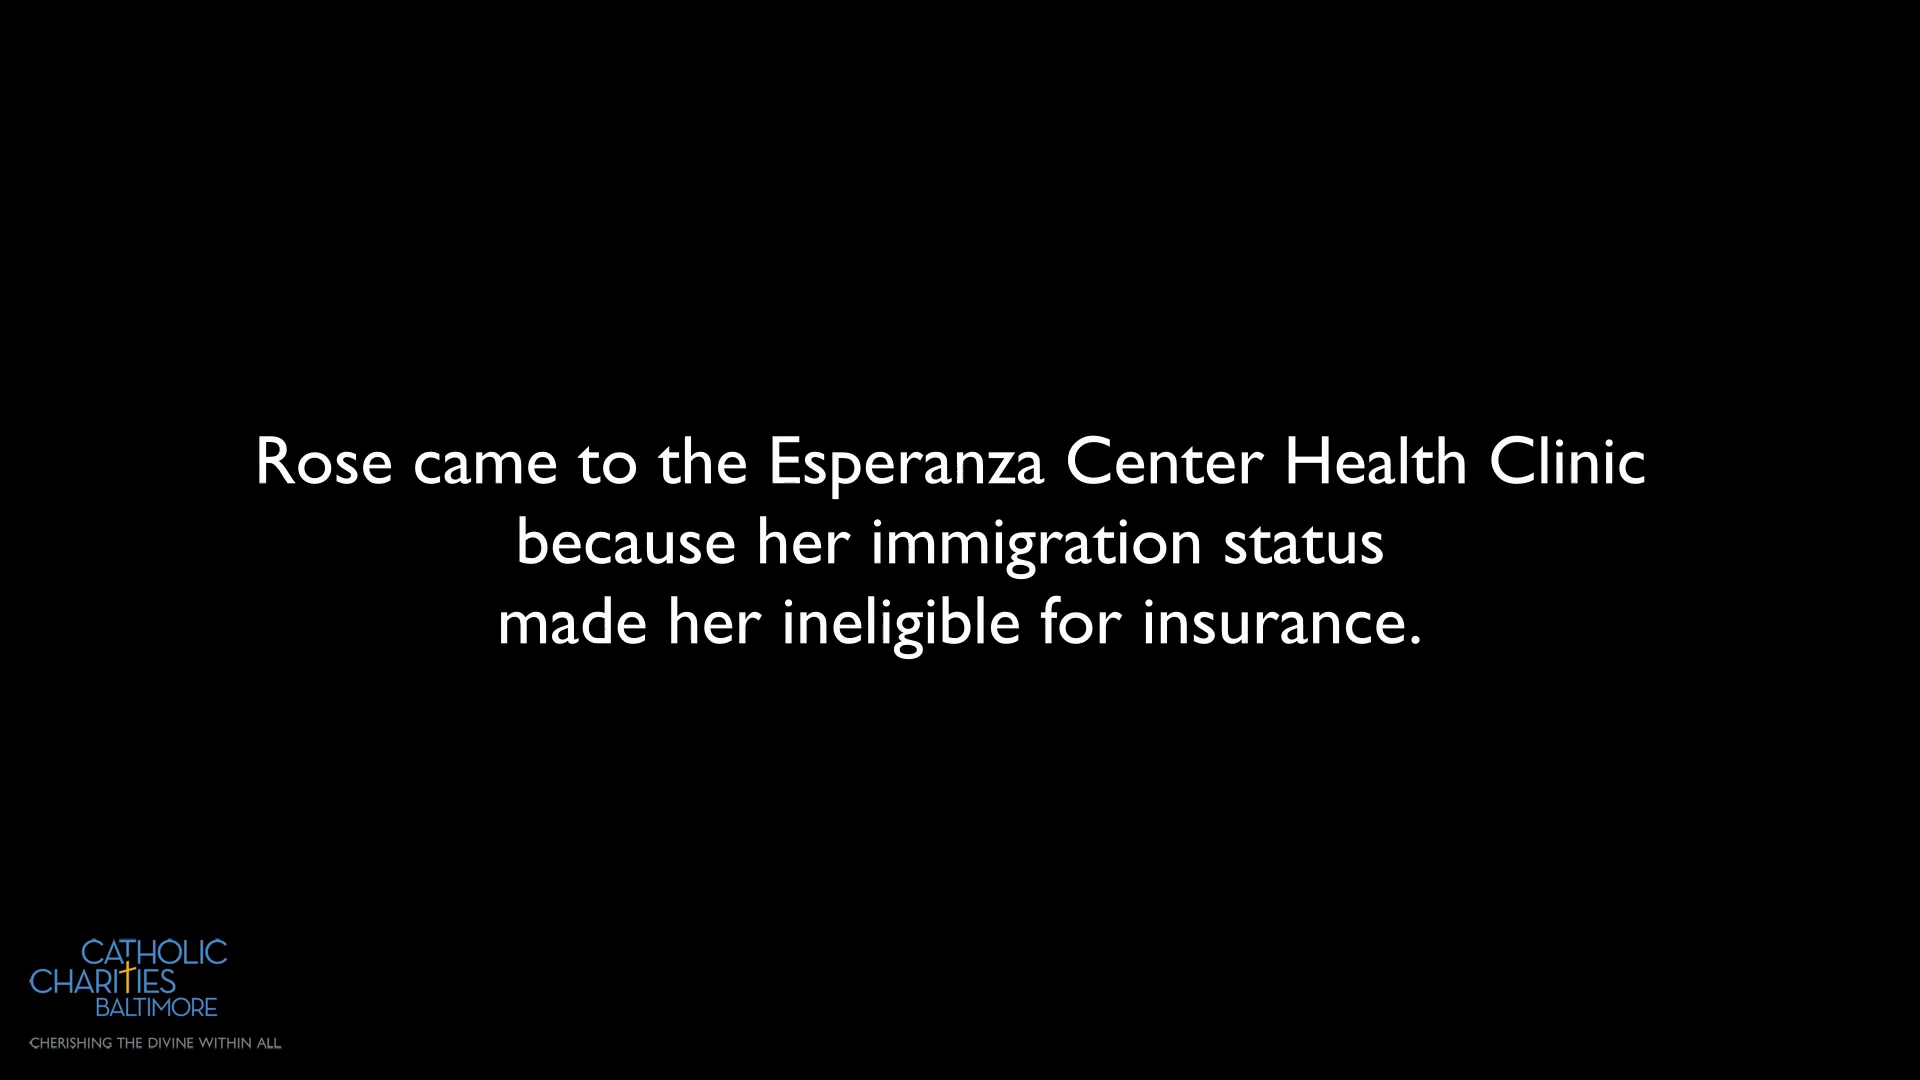 Rose came to the Esperanza Center Health Clinic
because her immigration status
made her ineligible for insurance.
CATHOLIC
CHARITIES
BALTIMORE
CHERISHING THE DIVINE WITHIN ALL